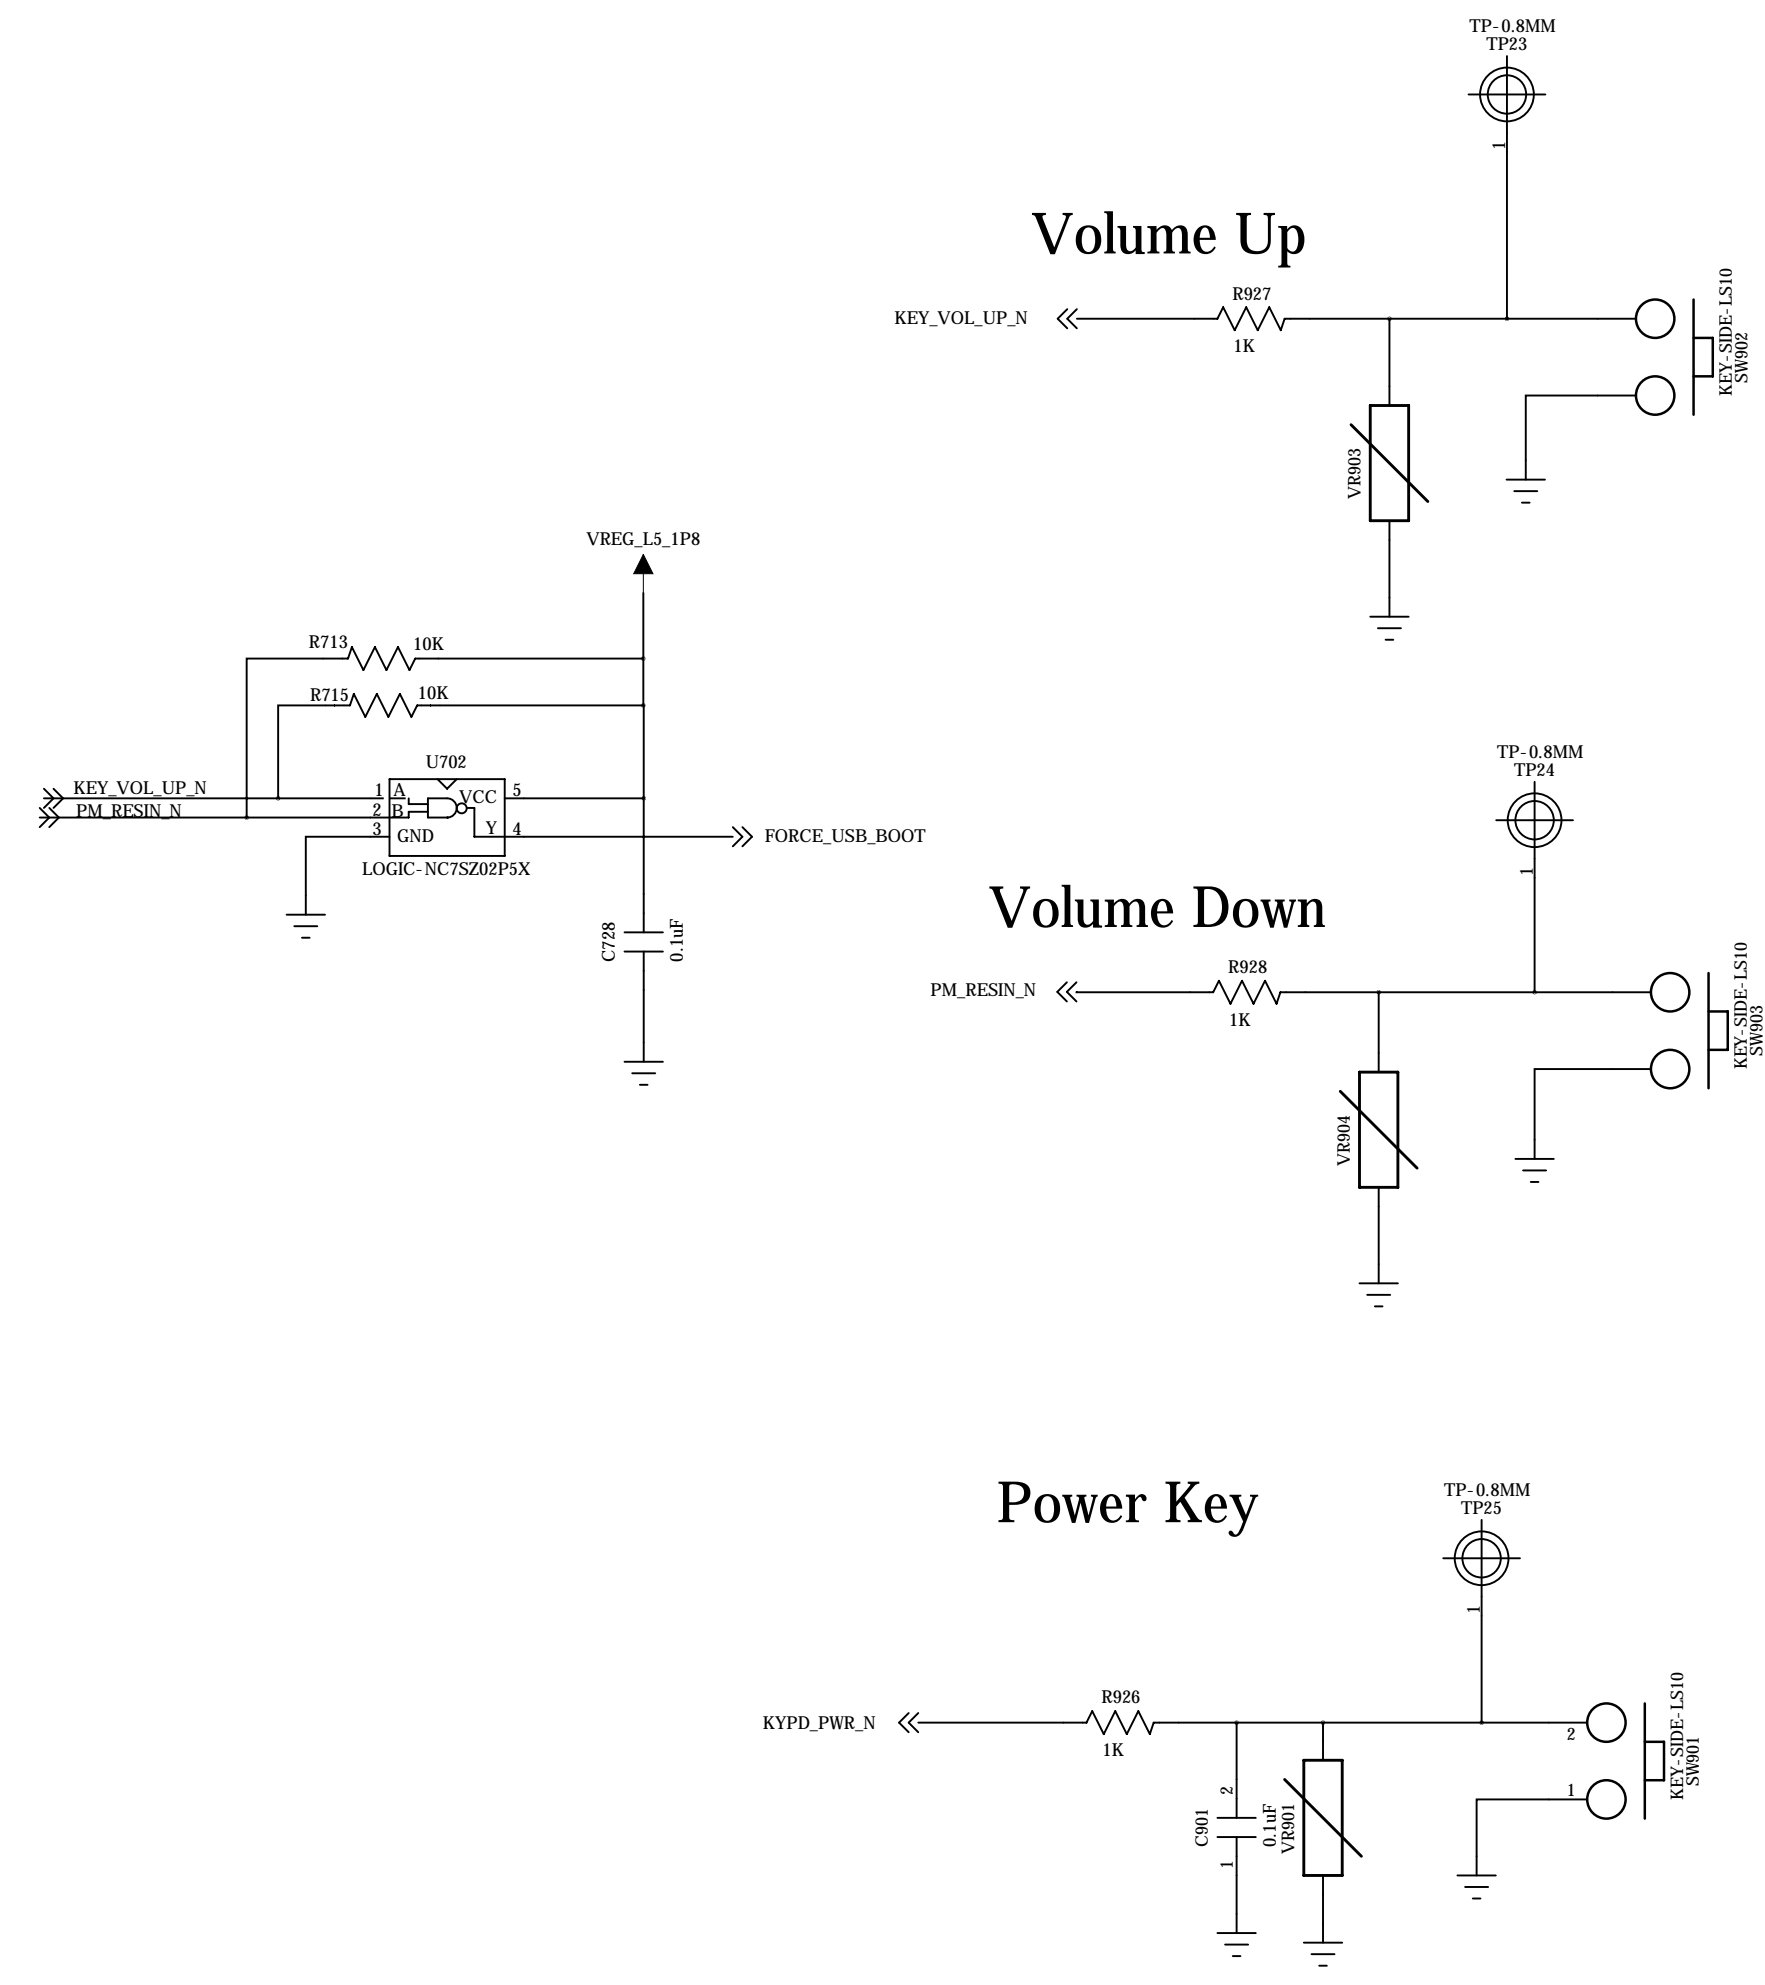 TP-0.8MM
TP23
1
Volume Up
R927
KEY_VOL_UP_N
1K
KEY-SIDE-LS10
SW902
VR903
VREG_L5_1P8
R713
10K
R715
10K
U702
KEY_VOL_UP_N
1
A
VCC
5
PM_RESIN_N
2
B
3
GND
Y
4
FORCE_USB_BOOT
LOGIC-NC7SZ02P5X
C728
0.1uF
TP-0.8MM
TP24
1
Volume Down
R928
PM_RESIN_N
1K
KEY-SIDE-LS10
SW903
VR904
Power Key
TP-0.8MM
TP25
1
R926
KYPD_PWR_N
1K
2
1
KEY-SIDE-LS10
SW901
2
C901
0.1uF
VR901
1